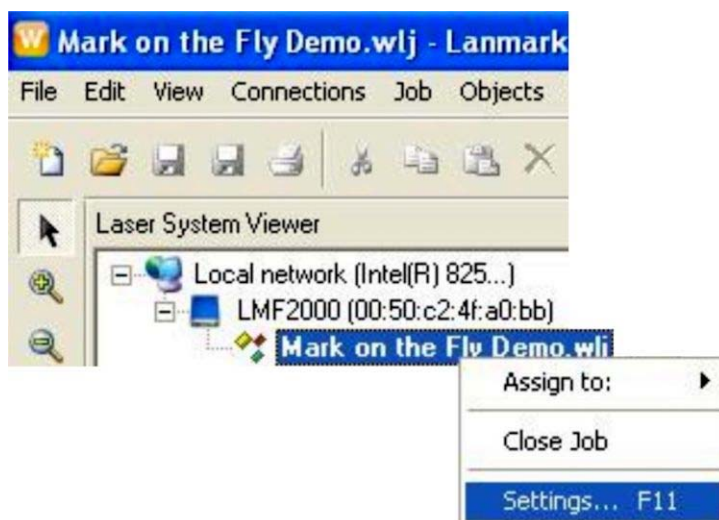 W Mark on the Fly Demo.wlj - Lanmark
File Edit View Connections Job Objects
Laser System Viewer
Local network (Intel(R) 825...)
LMF2000 (00:50:c2:4f:a0:bb)
Mark on the Fly Demo.wlj
Assign to:
Close Job
Settings... F11